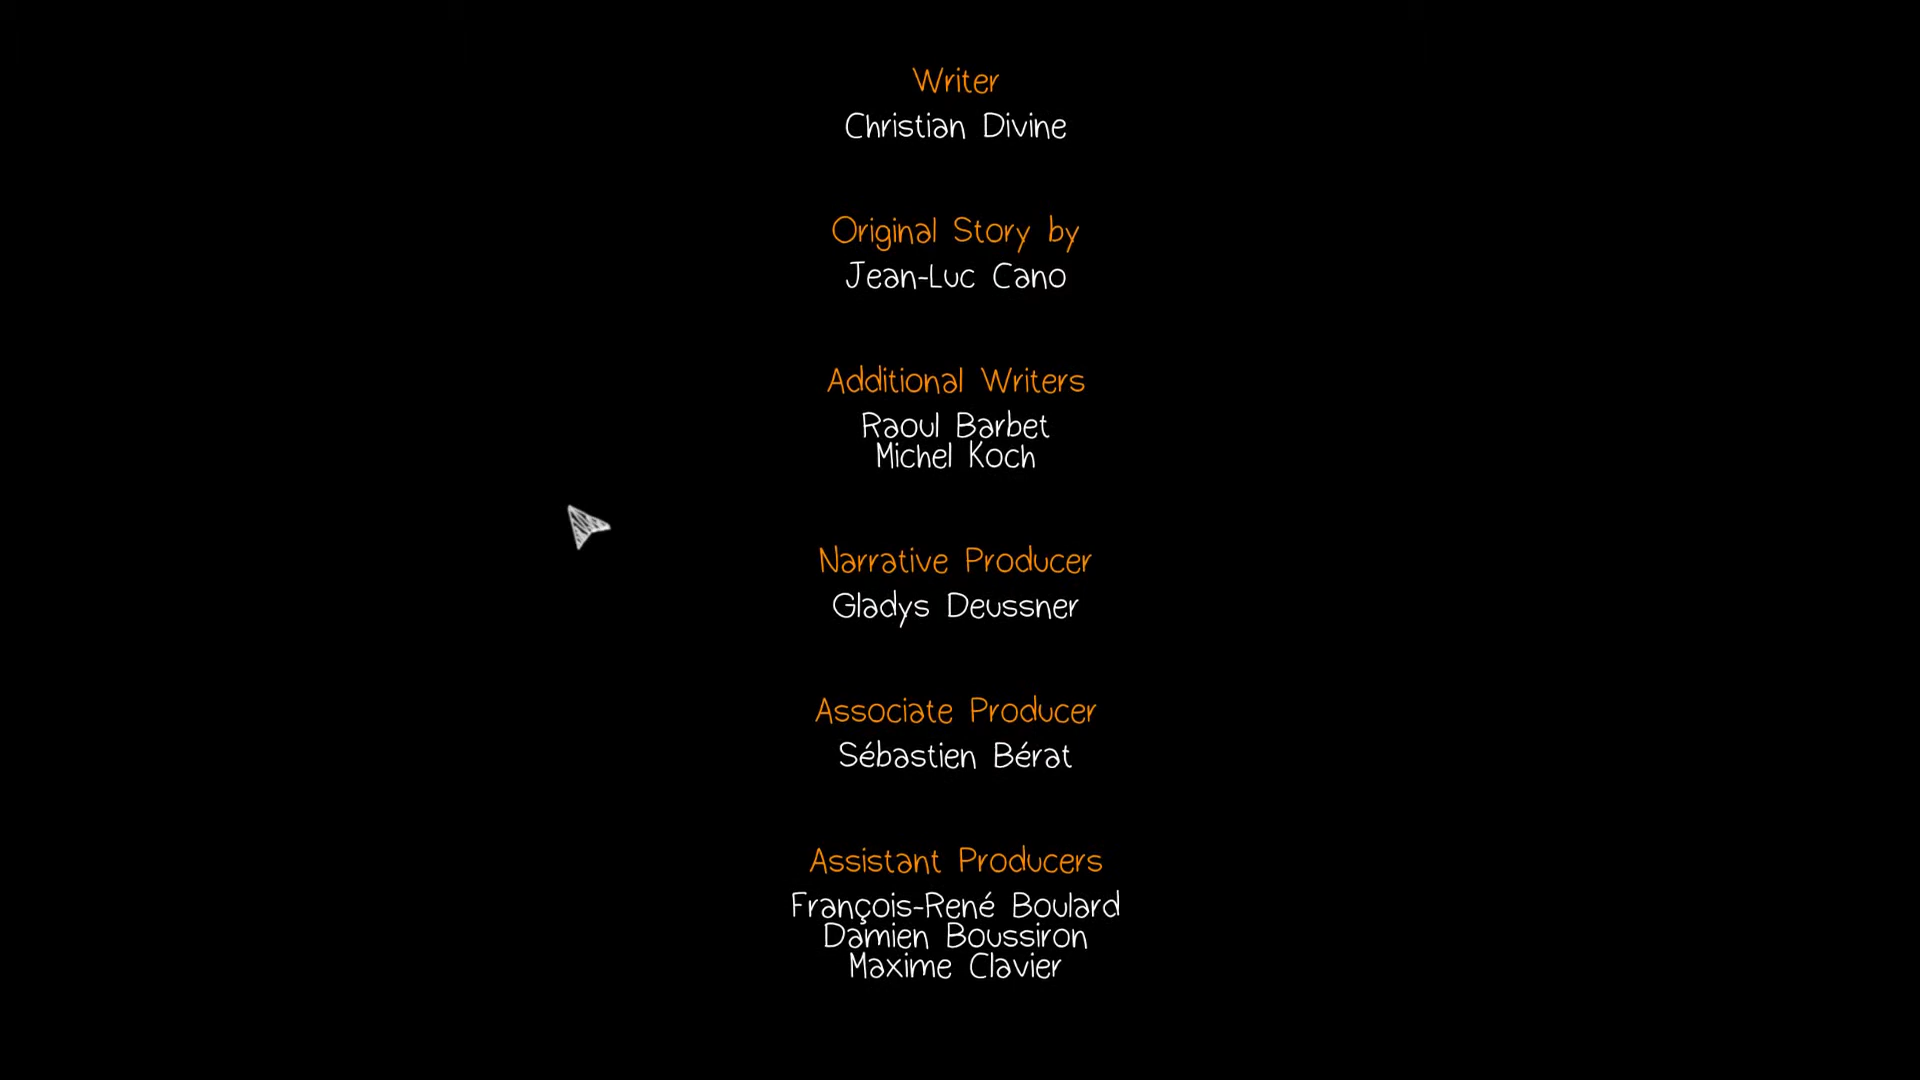 Writer
Christian Divine
Original Story by
Jean-Luc Cano
Additional Writers
Raoul Barbet
Michel Koch
Narrative Producer
Gladys Deussner
Associate Producer
Sébastien Bérat
Assistant Producers
François-René Boulard
Damien Boussiron
Maxime Clavier